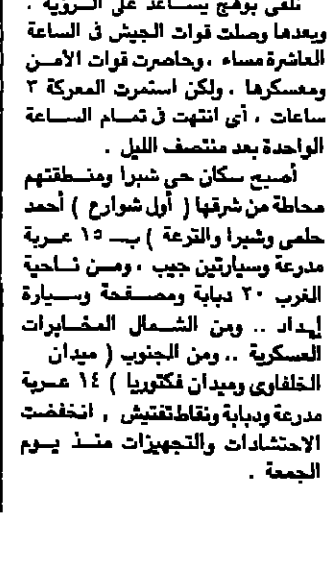 تلقى بوهج يساعد على الرؤية .
وبعدها وصلت قوات الجيش فى الساعة
العاشرة مساء ، وحاصرت قوات الأمن
ومعسكرها . ولكن استمرت المعركة ٣
ساعات ، أى انتهت فى تمام الساعة
الواحدة بعد منتصف الليل .
أصبح سكان حى شبرا ومنطقتهم
محاطة من شرقها ( أول شوارع ) أحمد
حلمى وشبرا والترعة ) بـ ١٥ عربة
مدرعة وسيارتين جيب ، ومن ناحية
الغرب ٢٠ دبابة ومصفحة وسيارة
إمداد .. ومن الشمال المخابرات
العسكرية .. ومن الجنوب ( ميدان
الخلفاوى وميدان فكتوريا ) ١٤ عربة
مدرعة ودبابة ونقاط تفتيش , انخفضت
الاحتشادات والتجهيزات منذ يوم
الجمعة .